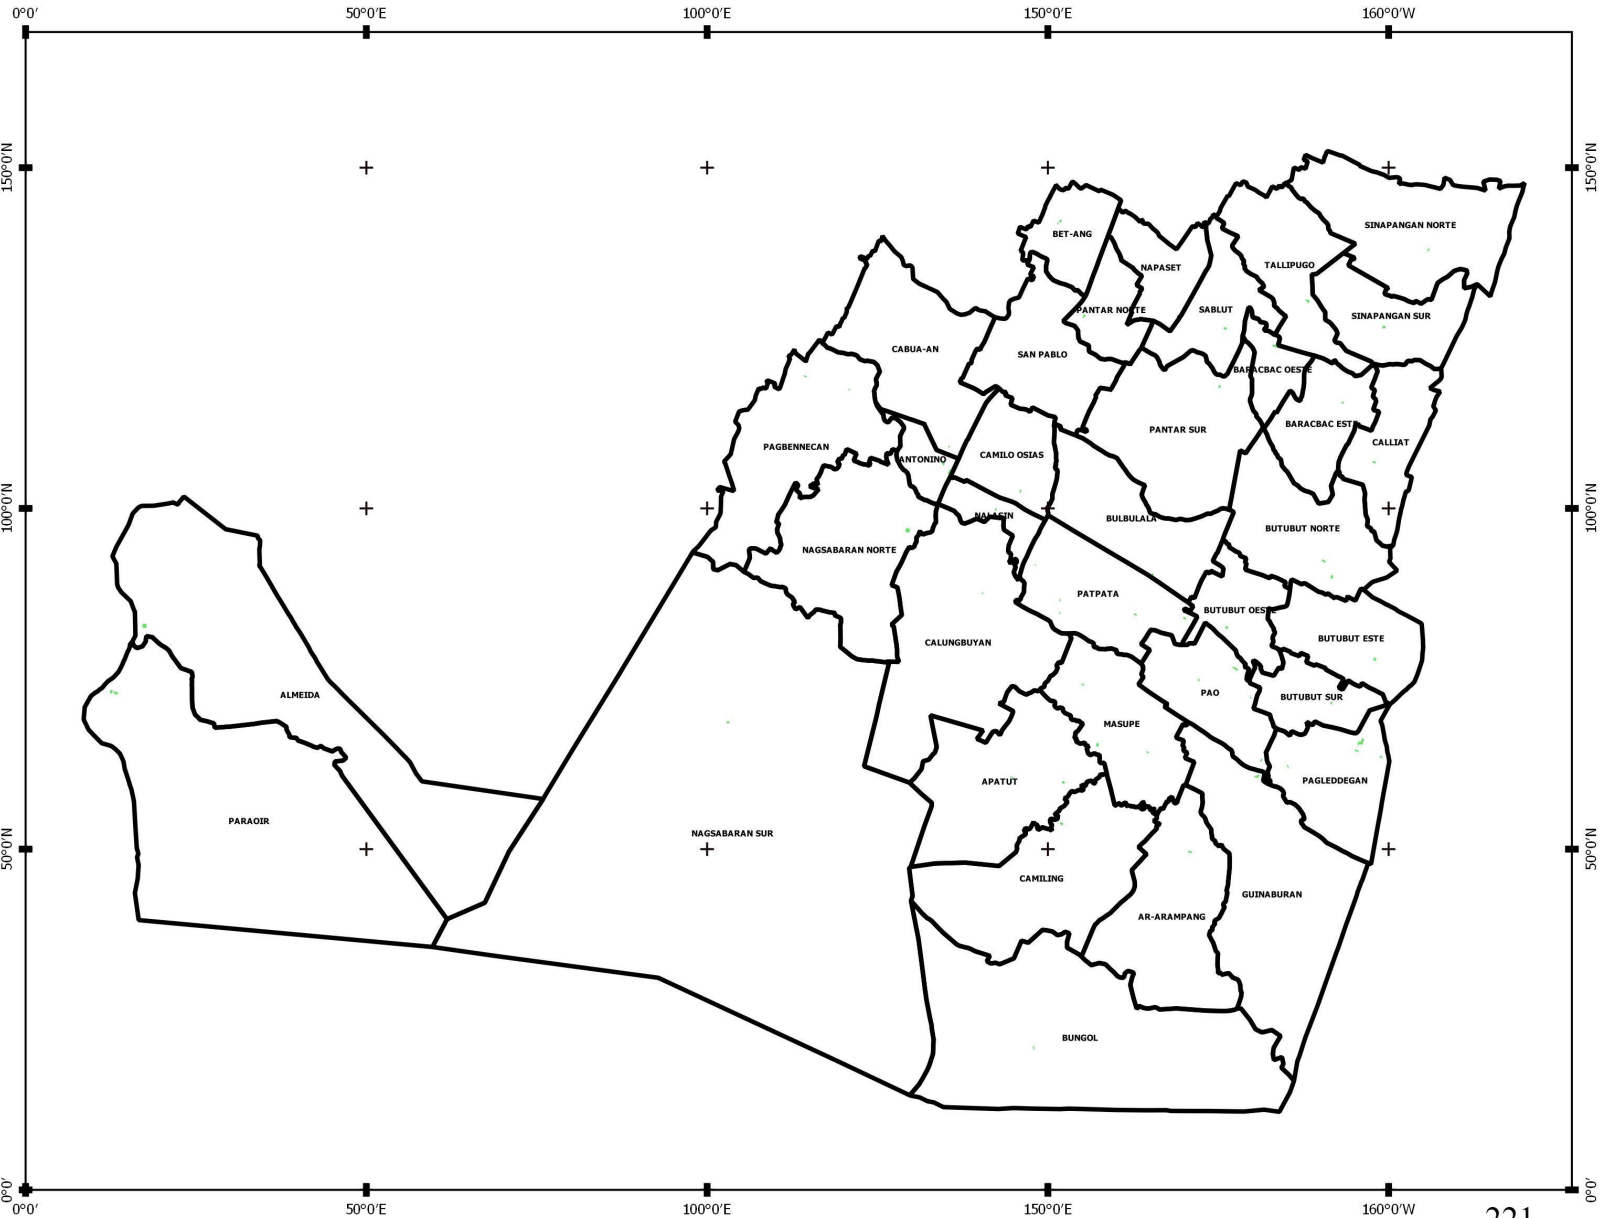 0°0′ 50°0′E 100°0′E 150°0′E 160°0′W
150°0′N 150°0′N
SINAPANGAN NORTE
BET-ANG
TALLIPUGO
NAPASET
PANTAR NORTE SABLUT
SINAPANGAN SUR
CABUA-AN
SAN PABLO
BARACBAC OESTE
BARACBAC ESTE
PANTAR SUR
CALLIAT
PAGBENNECAN
CAMILO OSIAS
ANTONINO
100°0′N 100°0′N
NALASIN
BULBULALA
BUTUBUT NORTE
NAGSABARAN NORTE
PATPATA
BUTUBUT OESTE
BUTUBUT ESTE
CALUNGBUYAN
PAO
ALMEIDA
BUTUBUT SUR
MASUPE
PAGLEDDEGAN
APATUT
PARAOIR
NAGSABARAN SUR
50°0′N 50°0′N
CAMILING
GUINABURAN
AR-ARAMPANG
BUNGOL
0°0′ 0°0′
0°0′ 50°0′E 100°0′E 150°0′E 160°0′W